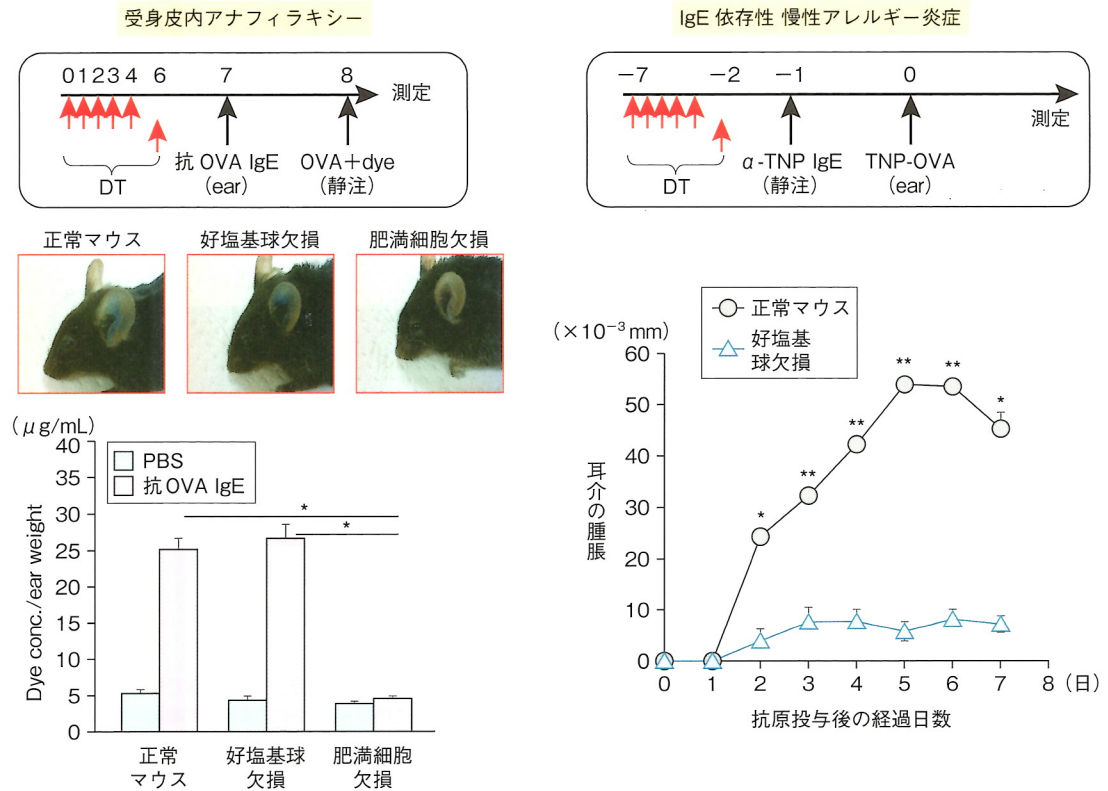 受身皮内アナフィラキシー
0 1 2 3 4 6 7 8
測定
DT
抗 OVA IgE
(ear)
OVA+dye
(静注)
正常マウス
好塩基球欠損
肥満細胞欠損
(μg/mL)
Dye conc./ear weight
40
35
30
25
20
15
10
5
0
PBS
抗OVA IgE
*
*
正常
マウス
好塩基球
欠損
肥満細胞
欠損
IgE 依存性 慢性アレルギー炎症
−7 −2 −1 0
測定
DT
α-TNP IgE
(静注)
TNP-OVA
(ear)
正常マウス
好塩基
球欠損
(×10⁻³mm)
耳介の腫脹
60
50
40
30
20
10
0
*
**
**
**
**
*
0 1 2 3 4 5 6 7 8 (日)
抗原投与後の経過日数